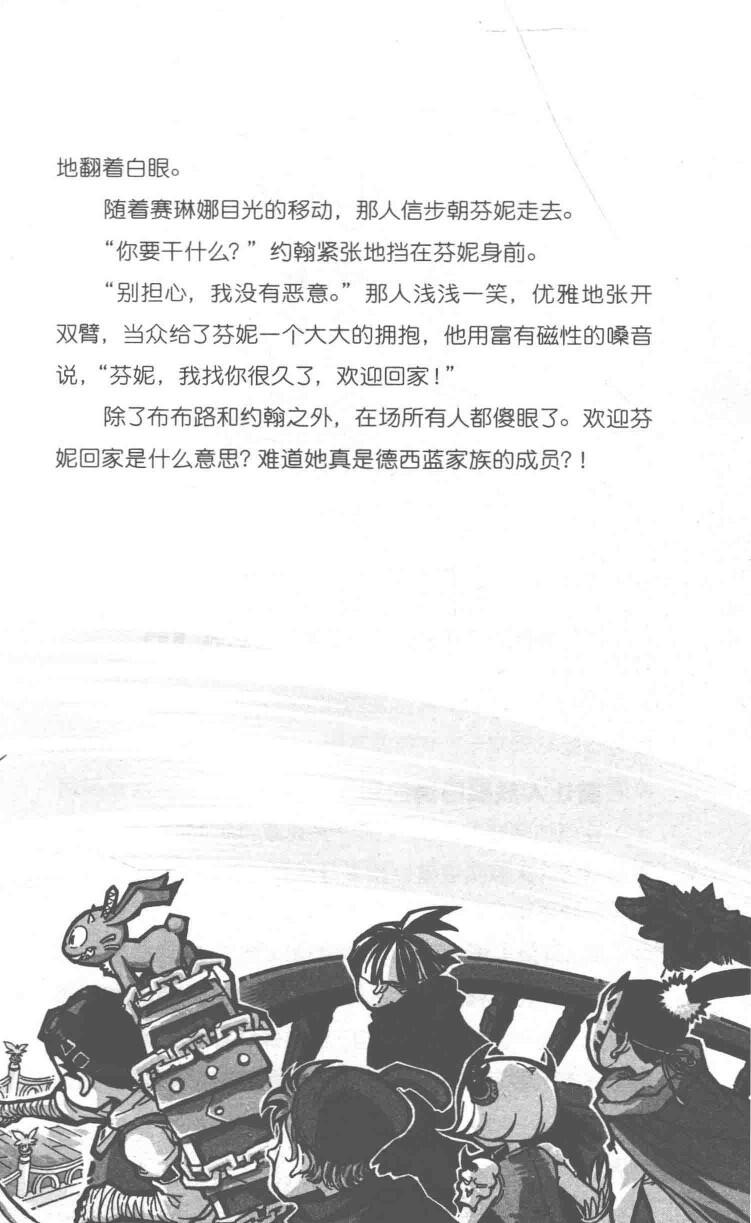 地翻着白眼。
随着赛琳娜目光的移动，那人信步朝芬妮走去。
“你要干什么？”约翰紧张地挡在芬妮身前。
“别担心，我没有恶意。”那人浅浅一笑，优雅地张开
双臂，当众给了芬妮一个大大的拥抱，他用富有磁性的嗓音
说，“芬妮，我找你很久了，欢迎回家！”
除了布布路和约翰之外，在场所有人都傻眼了。欢迎芬
妮回家是什么意思？难道她真是德西蓝家族的成员？！